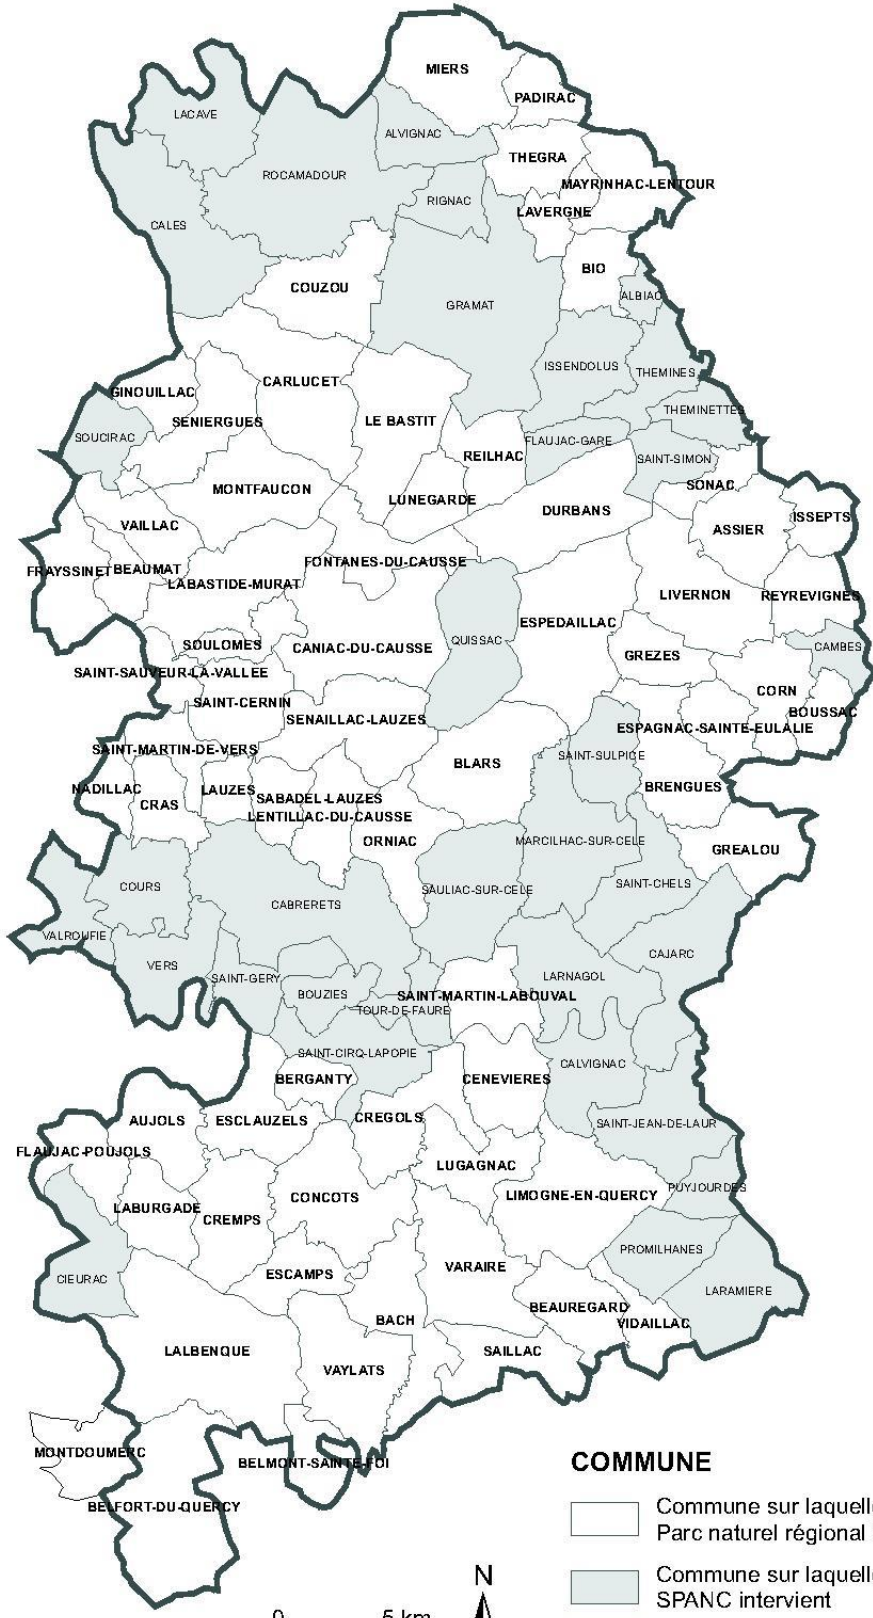 MIERS
PADIRAC
LACAVE
ALVIGNAC
THEGRA
ROCAMADOUR
MAYRINHAC-LENTOUR
RIGNAC
LAVERGNE
CALES
BIO
COUZOU
ALBIAC
GRAMAT
ISSENDOLUS
THEMINES
CARLUCET
GINOUILLAC
THEMINETTES
SENIERGUES
LE BASTIT
SOUCIRAC
FLAUJAC-GARE
REILHAC
SAINT-SIMON
SONAC
MONTFAUCON
LUNEGARDE
DURBANS
ISSEPTS
VAILLAC
ASSIER
FONTANES-DU-CAUSSE
FRAYSSINET
BEAUMAT
LABASTIDE-MURAT
LIVERNON
REYREVIGNES
ESPEDAILLAC
QUISSAC
SOULOMES
CANIAC-DU-CAUSSE
CAMBES
GREZES
SAINT-SAUVEUR-LA-VALLEE
CORN
SAINT-CERNIN
BOUSSAC
SENAILLAC-LAUZES
ESPAGNAC-SAINTE-EULALIE
SAINT-MARTIN-DE-VERS
SAINT-SULPICE
BLARS
NADILLAC
LAUZES
BRENGUES
SABADEL-LAUZES
CRAS
LENTILLAC-DU-CAUSSE
ORNIAC
MARCILHAC-SUR-CELE
GREALOU
COURS
SAULIAC-SUR-CELE
SAINT-CHELS
CABRERETS
VALROUFIE
CAJARC
VERS
SAINT-GERY
LARNAGOL
BOUZIES
SAINT-MARTIN-LABOUVAL
TOUR-DE-FAURE
SAINT-CIRQ-LAPOPIE
CALVIGNAC
BERGANTY
CENEVIERES
AUJOLS
ESCLAUZELS
CREGOLS
SAINT-JEAN-DE-LAUR
FLAUJAC-POUJOLS
LUGAGNAC
PUYJOURDES
LIMOGNE-EN-QUERCY
CONCOTS
LABURGADE
CREMPS
PROMILHANES
VARAIRE
ESCAMPS
CIEURAC
LARAMIERE
BEAUREGARD
BACH
VIDAILLAC
LALBENQUE
SAILLAC
VAYLATS
MONTDOUMERC
BELMONT-SAINTE-FOI
BELFORT-DU-QUERCY
COMMUNE
Commune sur laquelle
Parc naturel régional
Commune sur laquelle
SPANC intervient
N
0 5 km